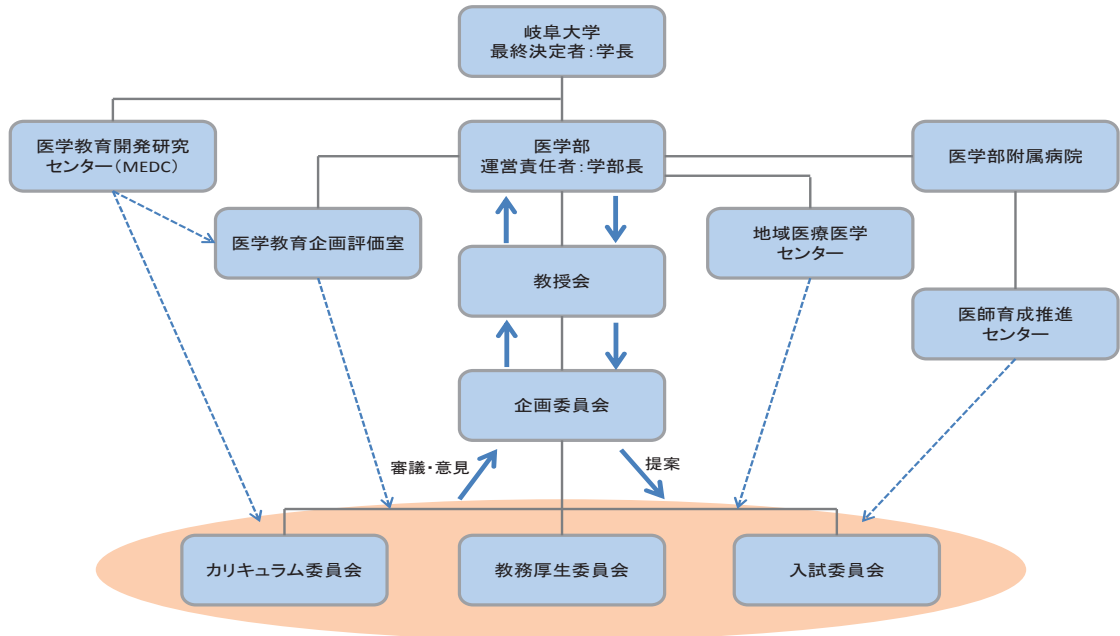 岐阜大学
最終決定者：学長
医学教育開発研究
センター（MEDC）
医学部
運営責任者：学部長
医学部附属病院
医学教育企画評価室
地域医療医学
センター
教授会
医師育成推進
センター
企画委員会
審議・意見
提案
カリキュラム委員会
教務厚生委員会
入試委員会